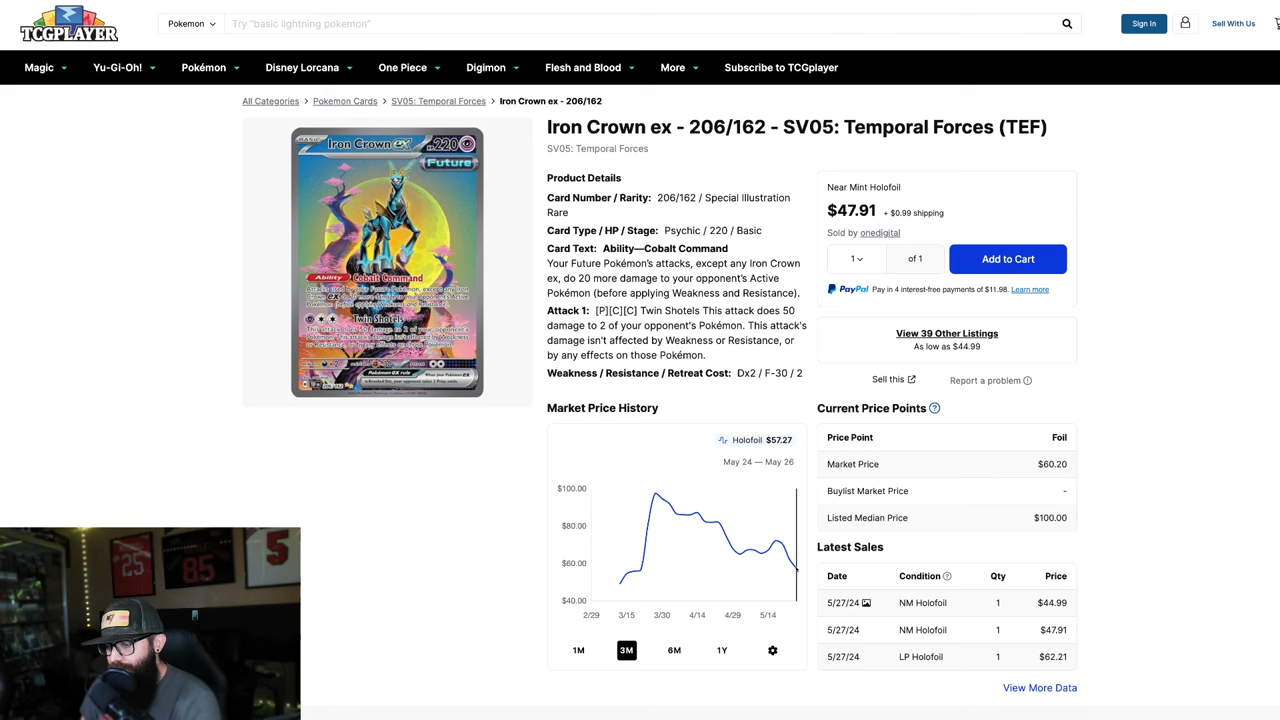 TCGPLAYER
Pokemon
Try "basic lightning pokemon"
Sign In
Sell With Us
Magic
Yu-Gi-Oh!
Pokémon
Disney Lorcana
One Piece
Digimon
Flesh and Blood
More
Subscribe to TCGplayer
All Categories > Pokemon Cards > SV05: Temporal Forces > Iron Crown ex - 206/162
BASIC
Iron Crown ex
HP 220
Future
Ability Cobalt Command
Twin Shotels
Pokémon ex rule
Iron Crown ex - 206/162 - SV05: Temporal Forces (TEF)
SV05: Temporal Forces
Product Details
Card Number / Rarity: 206/162 / Special Illustration
Rare
Card Type / HP / Stage: Psychic / 220 / Basic
Card Text: Ability—Cobalt Command
Your Future Pokémon's attacks, except any Iron Crown
ex, do 20 more damage to your opponent's Active
Pokémon (before applying Weakness and Resistance).
Attack 1: [P][C][C] Twin Shotels This attack does 50
damage to 2 of your opponent's Pokémon. This attack's
damage isn't affected by Weakness or Resistance, or
by any effects on those Pokémon.
Weakness / Resistance / Retreat Cost: Dx2 / F-30 / 2
Near Mint Holofoil
$47.91 + $0.99 shipping
Sold by onedigital
1 of 1
Add to Cart
PayPal Pay in 4 interest-free payments of $11.98. Learn more
View 39 Other Listings
As low as $44.99
Sell this
Report a problem
Market Price History
Holofoil $57.27
May 24 — May 26
$100.00
$80.00
$60.00
$40.00
2/29 3/15 3/30 4/14 4/29 5/14
1M 3M 6M 1Y
Current Price Points
Price Point Foil
Market Price $60.20
Buylist Market Price -
Listed Median Price $100.00
Latest Sales
Date Condition Qty Price
5/27/24 NM Holofoil 1 $44.99
5/27/24 NM Holofoil 1 $47.91
5/27/24 LP Holofoil 1 $62.21
View More Data
25
85
5